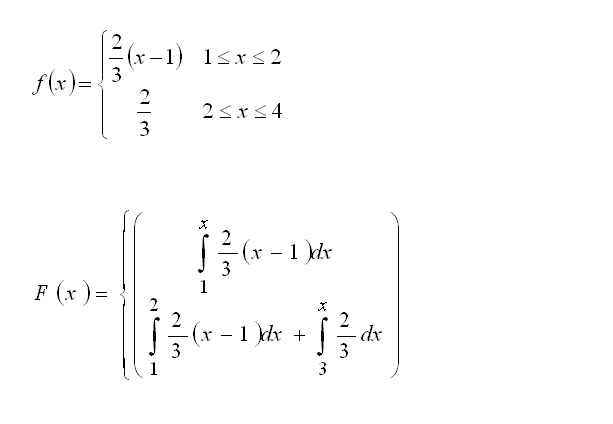 f(x)= { 2/3 (x−1) 1≤x≤2
2/3 2≤x≤4
F (x)= { ( ∫₁ˣ 2/3 (x − 1)dx
∫₁² 2/3 (x − 1)dx + ∫₃ˣ 2/3 dx )